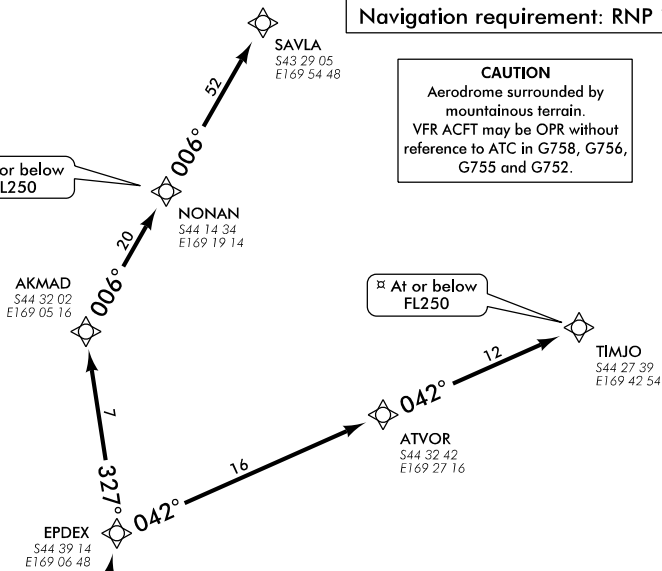 Navigation requirement: RNP
SAVLA
S43 29 05
E169 54 48
CAUTION
Aerodrome surrounded by
mountainous terrain.
VFR ACFT may be OPR without
reference to ATC in G758, G756,
G755 and G752.
52
006°
or below
L250
NONAN
S44 14 34
E169 19 14
20
006°
AKMAD
S44 32 02
E169 05 16
¤ At or below
FL250
TIMJO
S44 27 39
E169 42 54
12
042°
ATVOR
S44 32 42
E169 27 16
7
327°
16
042°
EPDEX
S44 39 14
E169 06 48